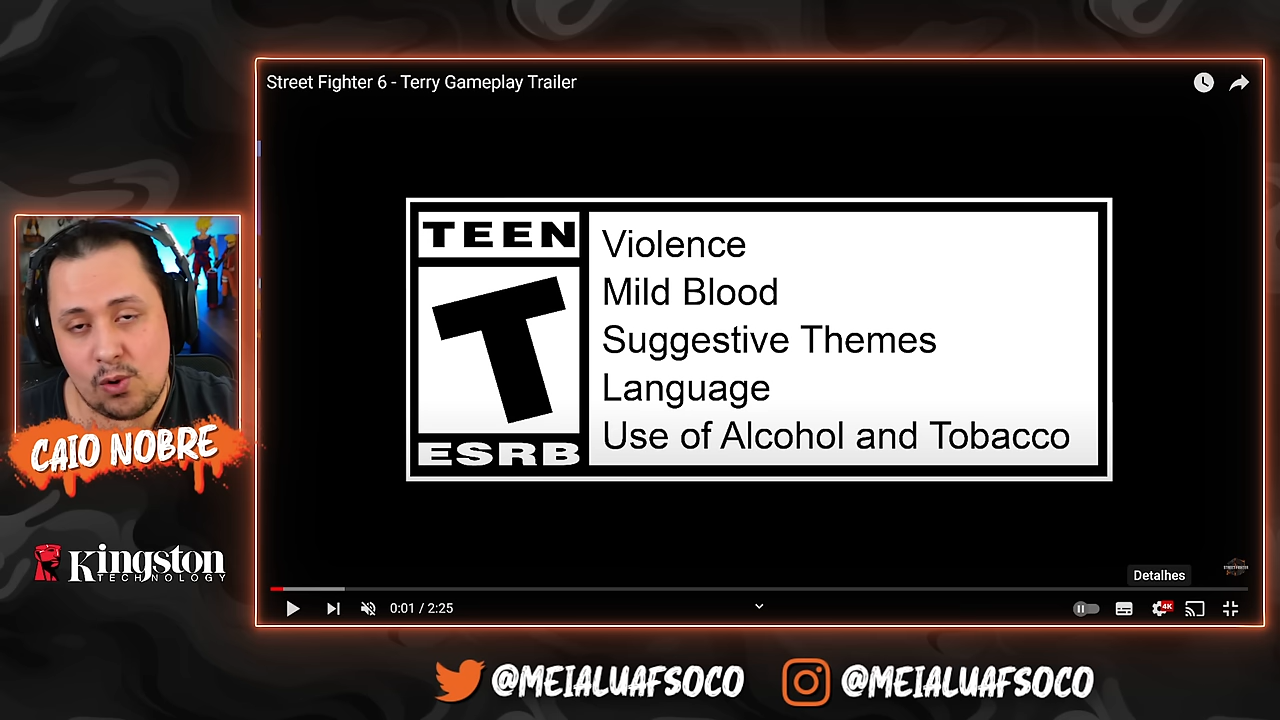 Street Fighter 6 - Terry Gameplay Trailer
TEEN
T
ESRB
Violence
Mild Blood
Suggestive Themes
Language
Use of Alcohol and Tobacco
CAIO NOBRE
Kingston
TECHNOLOGY
Detalhes
0:01 / 2:25
4K
@MEIALUAFSOCO
@MEIALUAFSOCO